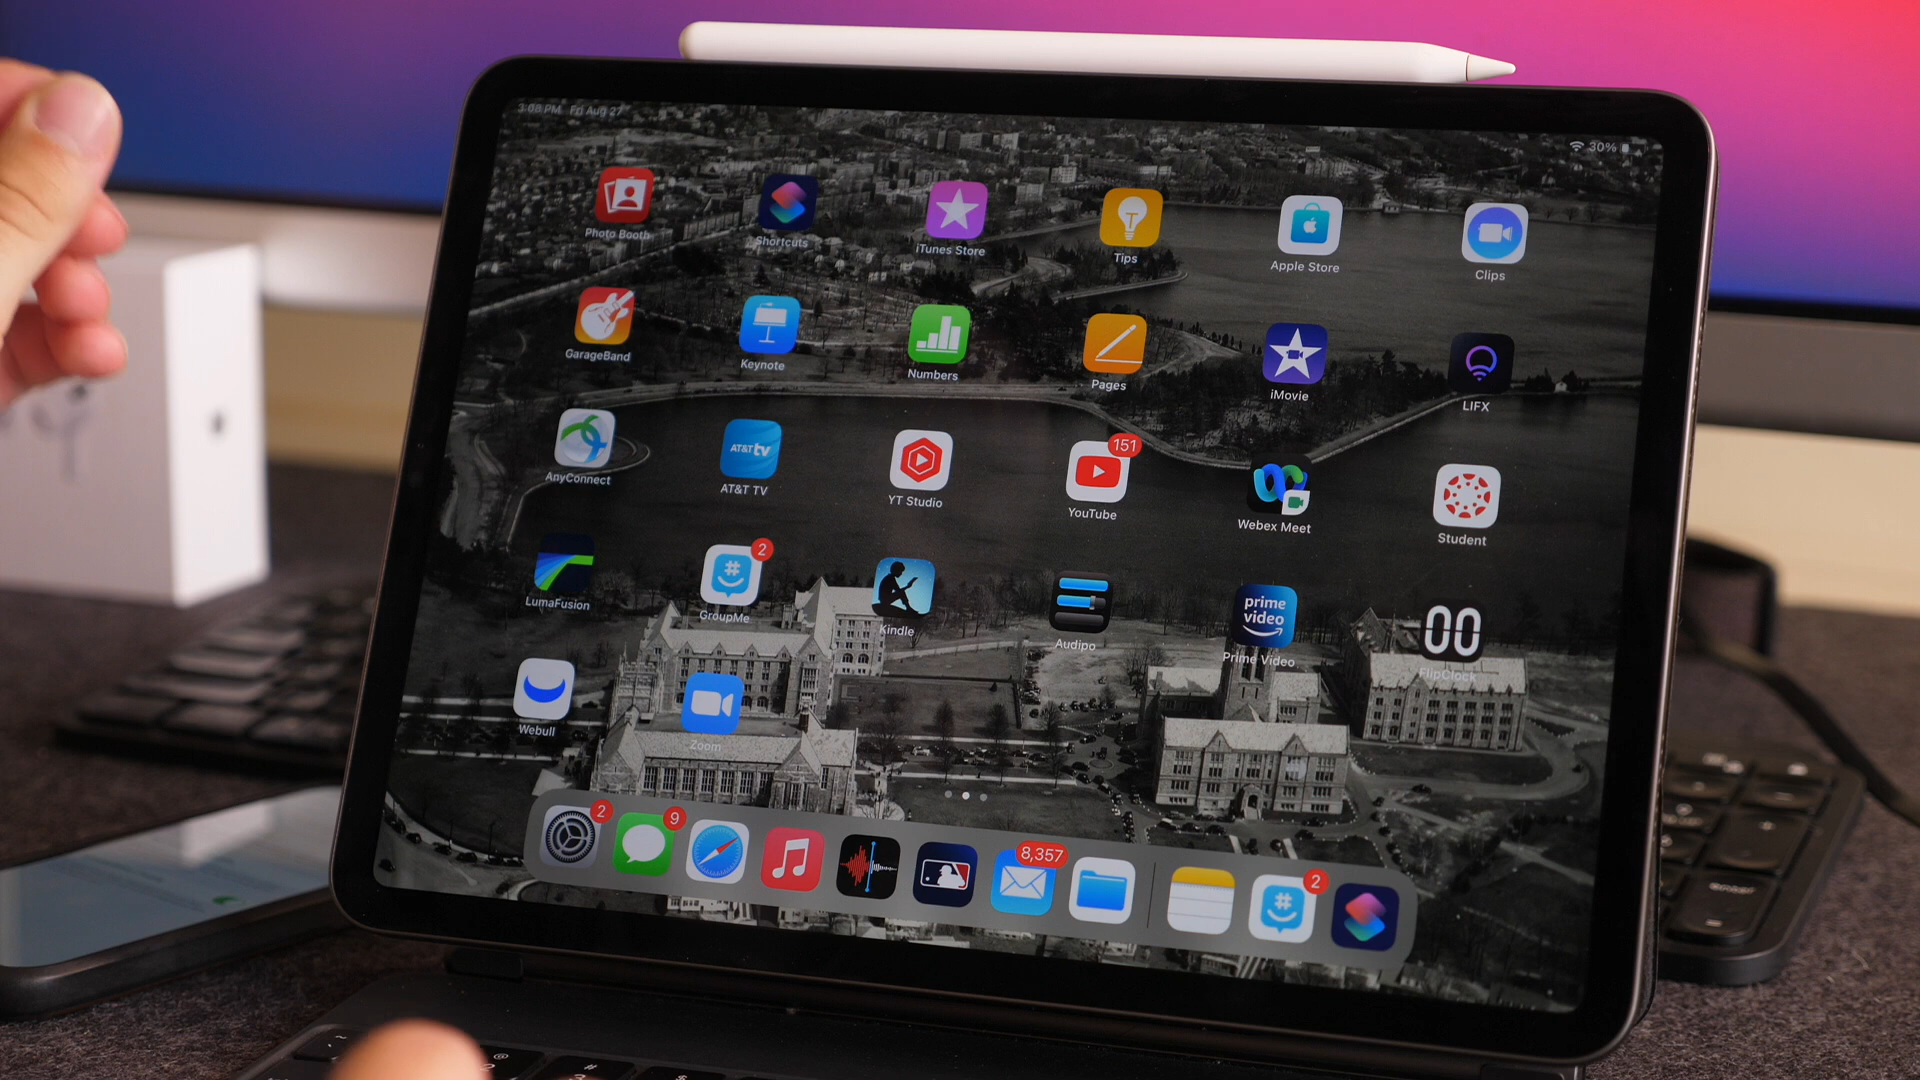 3:08 PM Fri Aug 27
30%
Photo Booth
Shortcuts
iTunes Store
Tips
Apple Store
Clips
GarageBand
Keynote
Numbers
Pages
iMovie
LIFX
AT&T tv
151
AnyConnect
AT&T TV
YT Studio
YouTube
Webex Meet
Student
2
prime
video
00
LumaFusion
GroupMe
Kindle
Audipo
Prime Video
FlipClock
Webull
Zoom
2
9
8,357
2